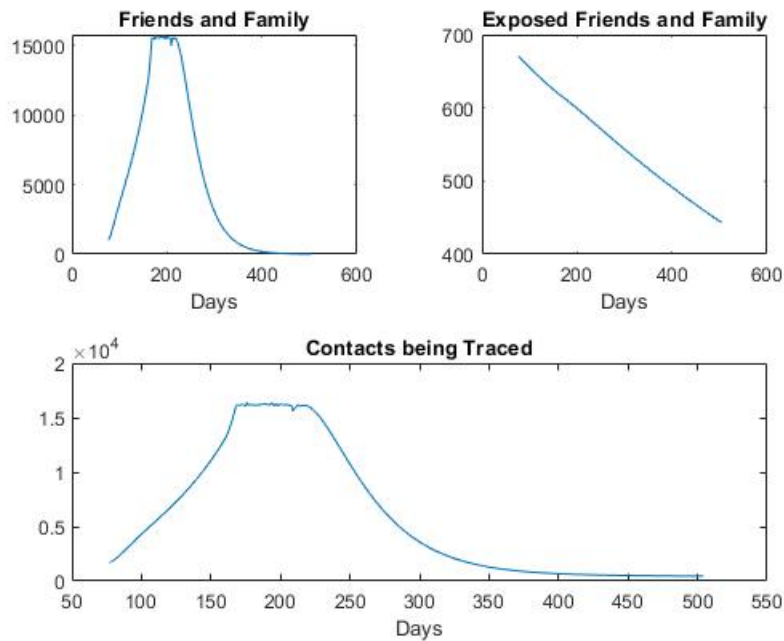 Friends and Family
15000
10000
5000
0
0 200 400 600
Days
Exposed Friends and Family
700
600
500
400
0 200 400 600
Days
Contacts being Traced
×10^4
2
1.5
1
0.5
0
50 100 150 200 250 300 350 400 450 500 550
Days